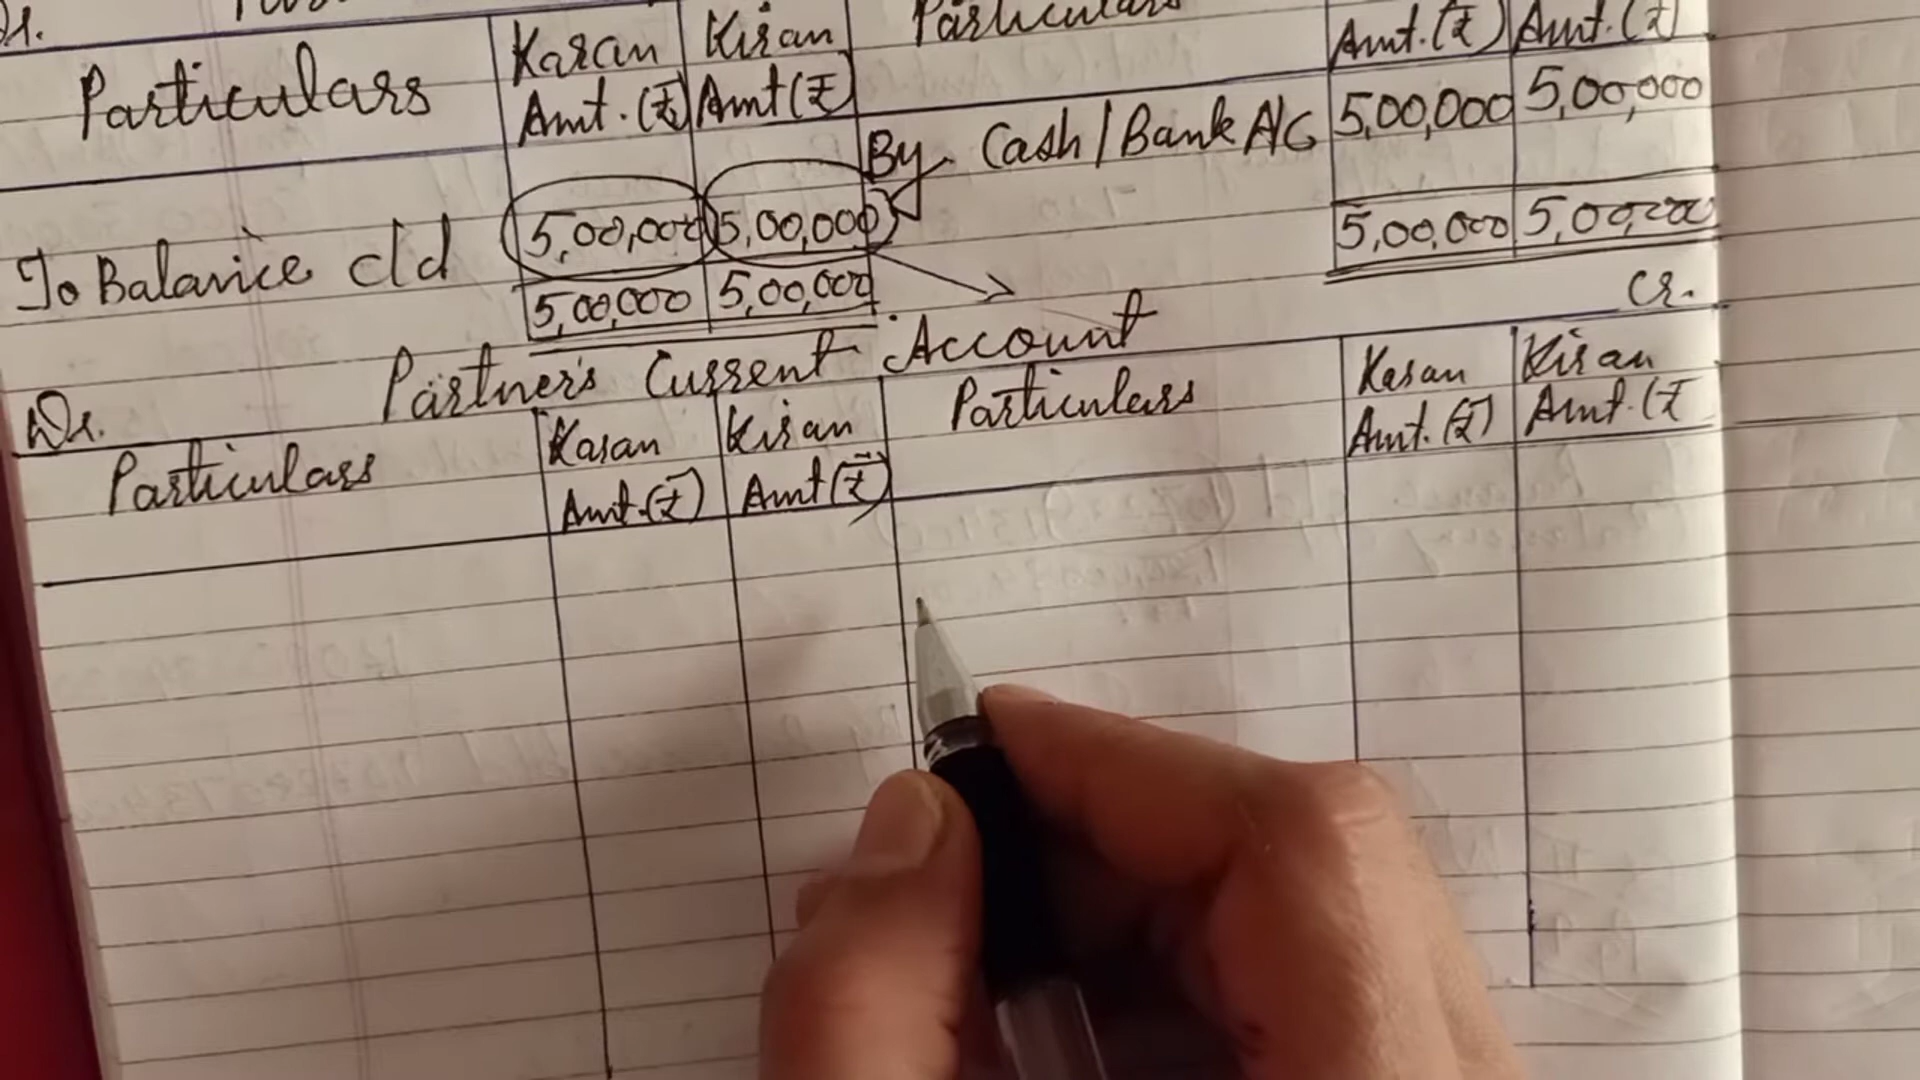 Dr.
Particulars Karan Amt.(₹) Kiran Amt(₹) Particulars Amt.(₹) Amt.(₹)
By Cash/Bank A/C 5,00,000 5,00,000
To Balance c/d 5,00,000 5,00,000
5,00,000 5,00,000 5,00,000 5,00,000
Partner's Current Account
Dr. Cr.
Particulars Karan Amt.(₹) Kiran Amt(₹) Particulars Karan Amt.(₹) Kiran Amt.(₹